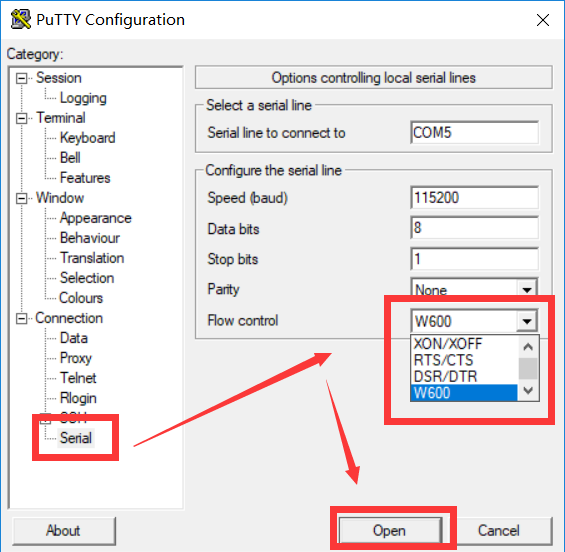 PuTTY Configuration
Category:
Session
Logging
Terminal
Keyboard
Bell
Features
Window
Appearance
Behaviour
Translation
Selection
Colours
Connection
Data
Proxy
Telnet
Rlogin
SSH
Serial
Options controlling local serial lines
Select a serial line
Serial line to connect to COM5
Configure the serial line
Speed (baud) 115200
Data bits 8
Stop bits 1
Parity None
Flow control W600
XON/XOFF
RTS/CTS
DSR/DTR
W600
About Open Cancel